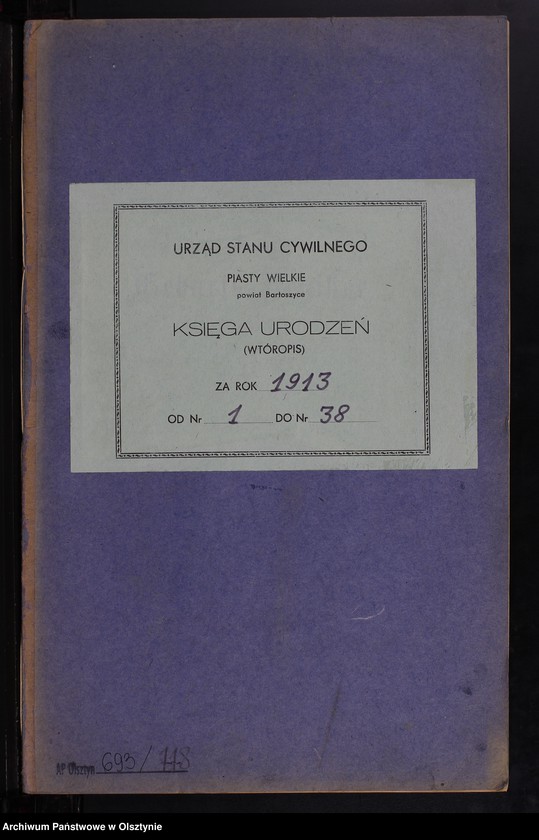 URZĄD STANU CYWILNEGO
PIASTY WIELKIE
powiat Bartoszyce
KSIĘGA URODZEŃ
(WTÓROPIS)
ZA ROK 1913
OD Nr 1 DO Nr 38
AP Olsztyn 693/118
Archiwum Państwowe w Olsztynie